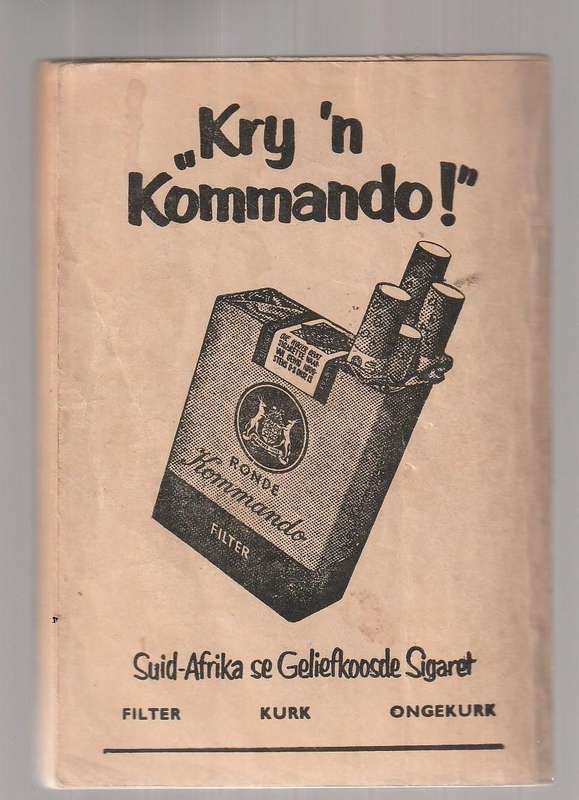 „Kry 'n
Kommando!”
RONDE
Kommando
FILTER
Suid-Afrika se Geliefkoosde Sigaret
FILTER KURK ONGEKURK